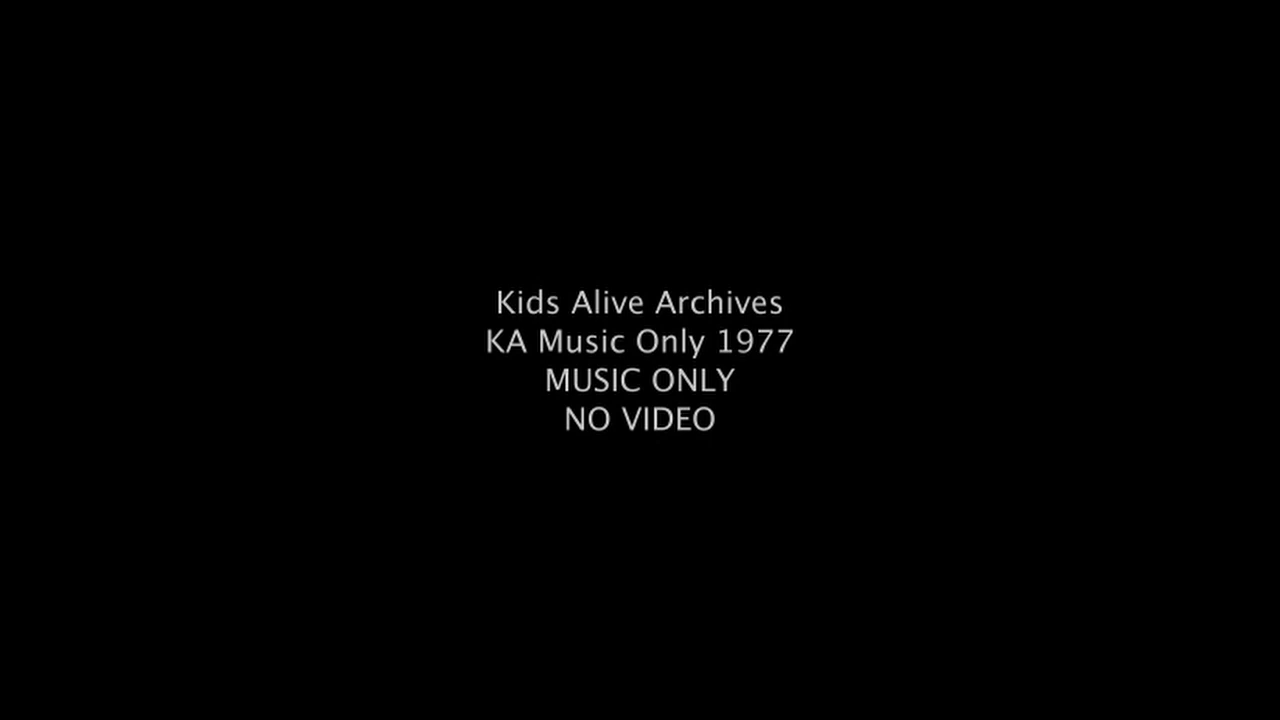 Kids Alive Archives
KA Music Only 1977
MUSIC ONLY
NO VIDEO